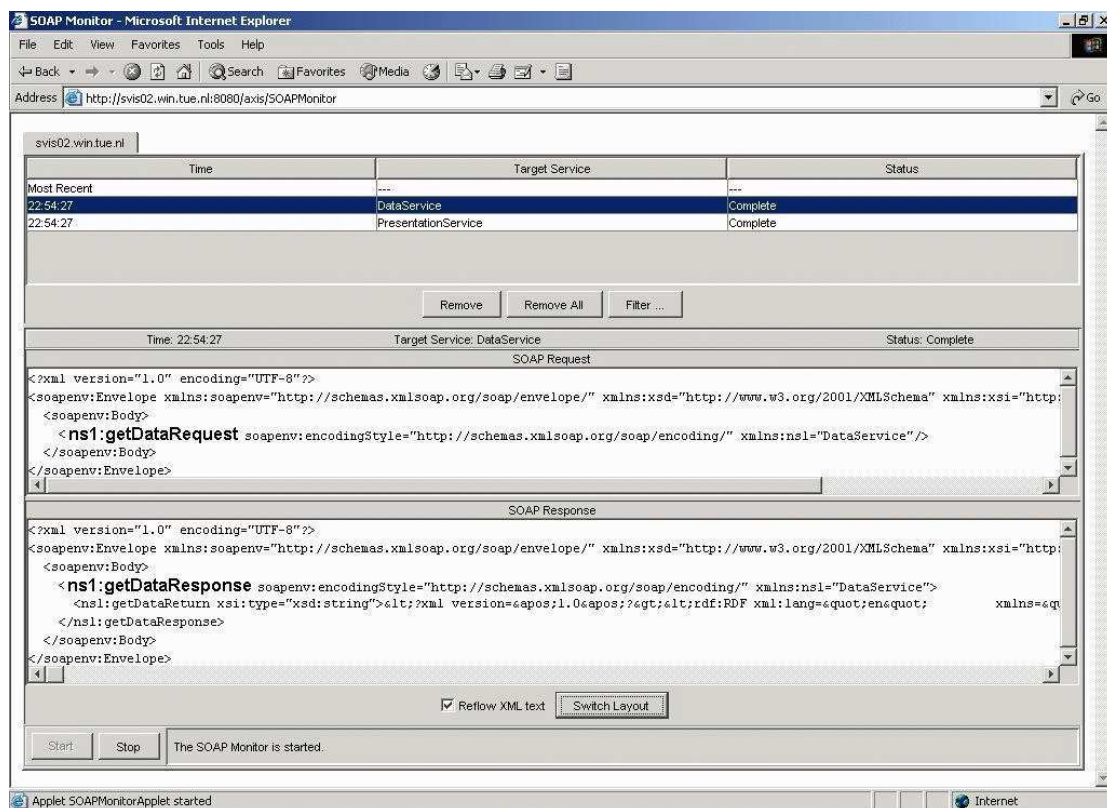 SOAP Monitor - Microsoft Internet Explorer
File Edit View Favorites Tools Help
Back Search Favorites Media
Address http://svis02.win.tue.nl:8080/axis/SOAPMonitor Go
svis02.win.tue.nl
Time Target Service Status
Most Recent --- ---
22:54:27 DataService Complete
22:54:27 PresentationService Complete
Remove Remove All Filter ...
Time: 22:54:27 Target Service: DataService Status: Complete
SOAP Request
<?xml version="1.0" encoding="UTF-8"?>
<soapenv:Envelope xmlns:soapenv="http://schemas.xmlsoap.org/soap/envelope/" xmlns:xsd="http://www.w3.org/2001/XMLSchema" xmlns:xsi="http:
<soapenv:Body>
<ns1:getDataRequest soapenv:encodingStyle="http://schemas.xmlsoap.org/soap/encoding/" xmlns:ns1="DataService"/>
</soapenv:Body>
</soapenv:Envelope>
SOAP Response
<?xml version="1.0" encoding="UTF-8"?>
<soapenv:Envelope xmlns:soapenv="http://schemas.xmlsoap.org/soap/envelope/" xmlns:xsd="http://www.w3.org/2001/XMLSchema" xmlns:xsi="http:
<soapenv:Body>
<ns1:getDataResponse soapenv:encodingStyle="http://schemas.xmlsoap.org/soap/encoding/" xmlns:ns1="DataService">
<ns1:getDataReturn xsi:type="xsd:string">&lt;?xml version=&apos;1.0&apos;?&gt;&lt;rdf:RDF xml:lang=&quot;en&quot; xmlns=&qu
</ns1:getDataResponse>
</soapenv:Body>
</soapenv:Envelope>
Reflow XML text Switch Layout
Start Stop The SOAP Monitor is started.
Applet SOAPMonitorApplet started Internet